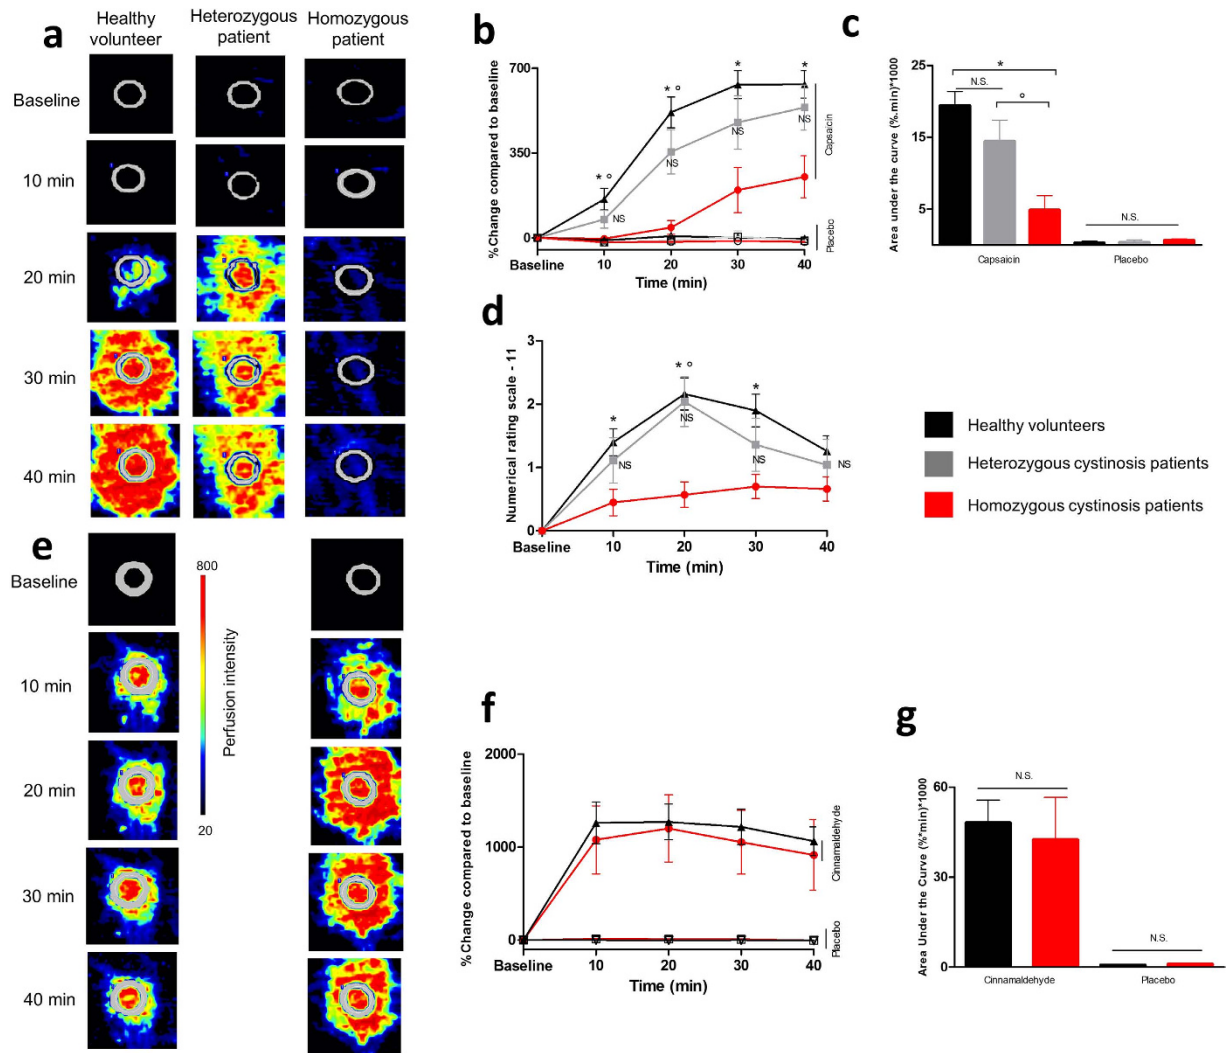 a
Healthy
volunteer
Heterozygous
patient
Homozygous
patient
Baseline
10 min
20 min
30 min
40 min
b
% Change compared to baseline
700
350
0
* °
* °
*
*
NS
NS
NS
NS
Capsaicin
Placebo
Baseline 10 20 30 40
Time (min)
c
Area under the curve (%.min)*1000
25
15
5
*
N.S.
°
N.S.
Capsaicin Placebo
d
Numerical rating scale - 11
3
2
1
0
*
* °
*
NS
NS
NS
NS
Baseline 10 20 30 40
Time (min)
Healthy volunteers
Heterozygous cystinosis patients
Homozygous cystinosis patients
e
Baseline
10 min
20 min
30 min
40 min
800
Perfusion intensity
20
f
% Change compared to baseline
2000
1000
0
Cinnamaldehyde
Placebo
Baseline 10 20 30 40
Time (min)
g
Area Under the Curve (%*min)*1000
60
30
0
N.S.
N.S.
Cinnamaldehyde Placebo